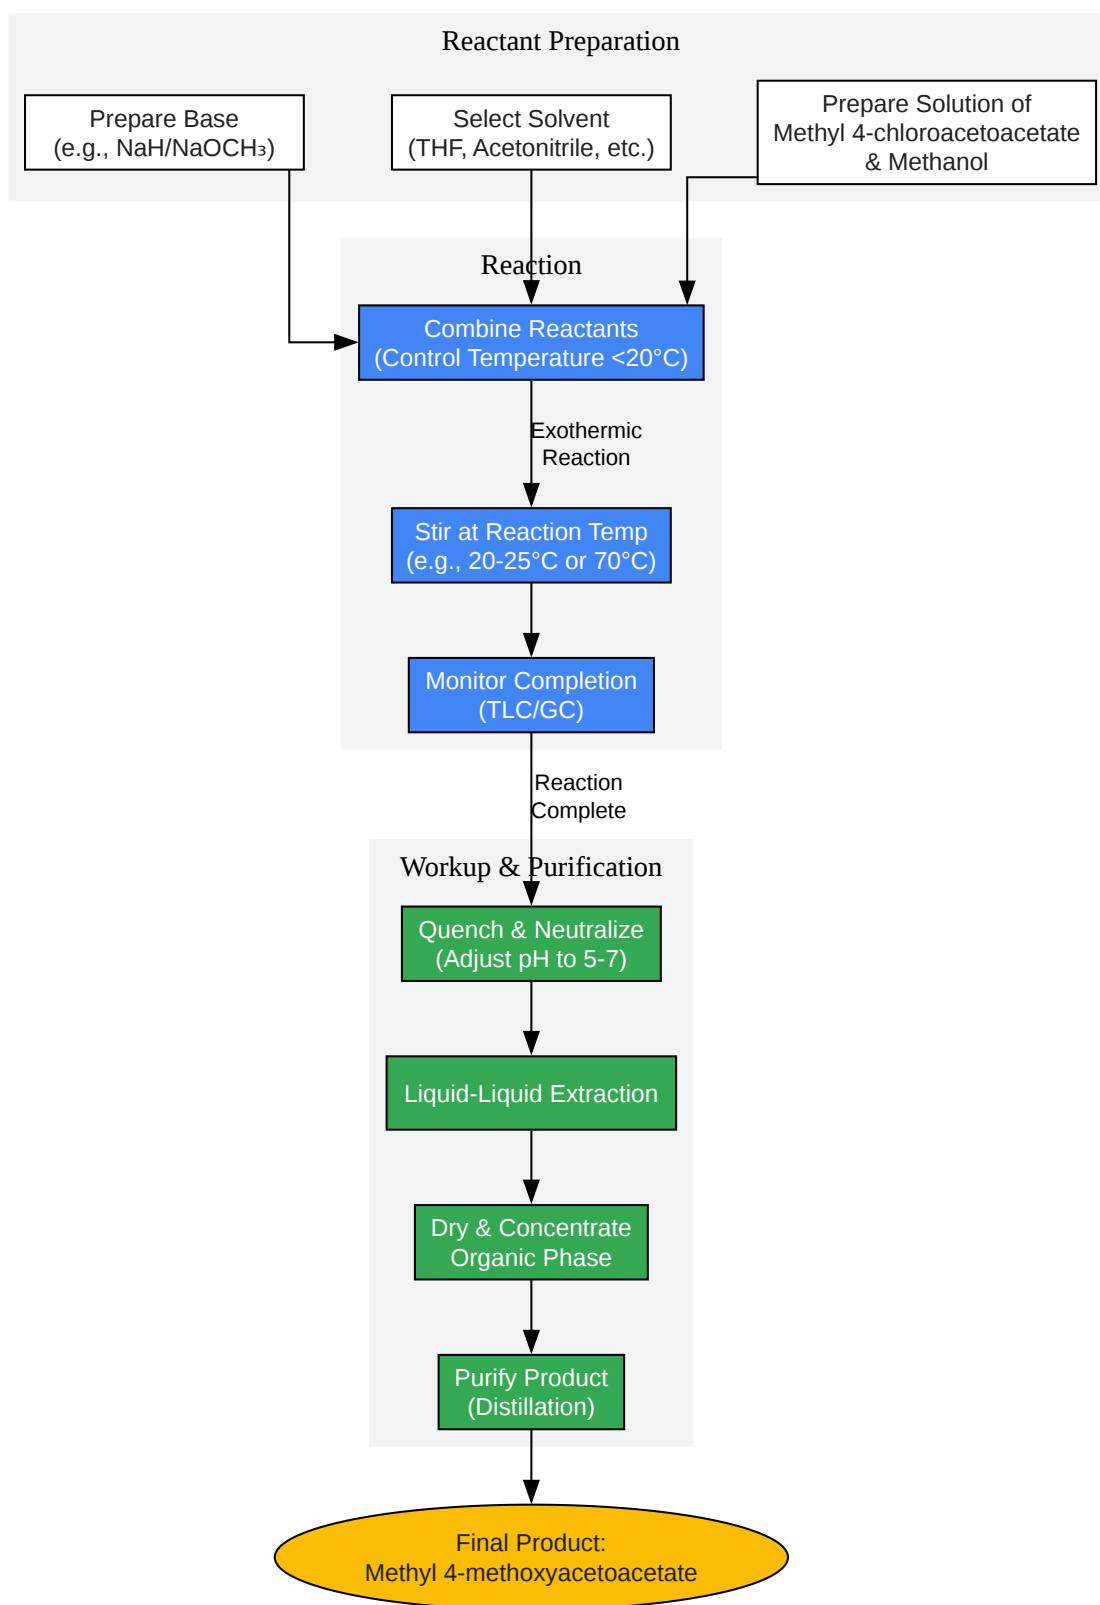 Reactant Preparation
Prepare Base
(e.g., NaH/NaOCH₃)
Select Solvent
(THF, Acetonitrile, etc.)
Prepare Solution of
Methyl 4-chloroacetoacetate
& Methanol
Reaction
Combine Reactants
(Control Temperature <20°C)
Exothermic
Reaction
Stir at Reaction Temp
(e.g., 20-25°C or 70°C)
Monitor Completion
(TLC/GC)
Reaction
Complete
Workup & Purification
Quench & Neutralize
(Adjust pH to 5-7)
Liquid-Liquid Extraction
Dry & Concentrate
Organic Phase
Purify Product
(Distillation)
Final Product:
Methyl 4-methoxyacetoacetate